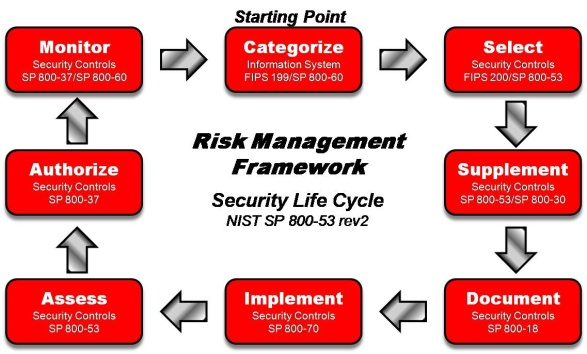 Starting Point
Monitor
Security Controls
SP 800-37/SP 800-60
Categorize
Information System
FIPS 199/SP 800-60
Select
Security Controls
FIPS 200/SP 800-53
Risk Management
Framework
Security Life Cycle
NIST SP 800-53 rev2
Authorize
Security Controls
SP 800-37
Supplement
Security Controls
SP 800-53/SP 800-30
Assess
Security Controls
SP 800-53
Implement
Security Controls
SP 800-70
Document
Security Controls
SP 800-18